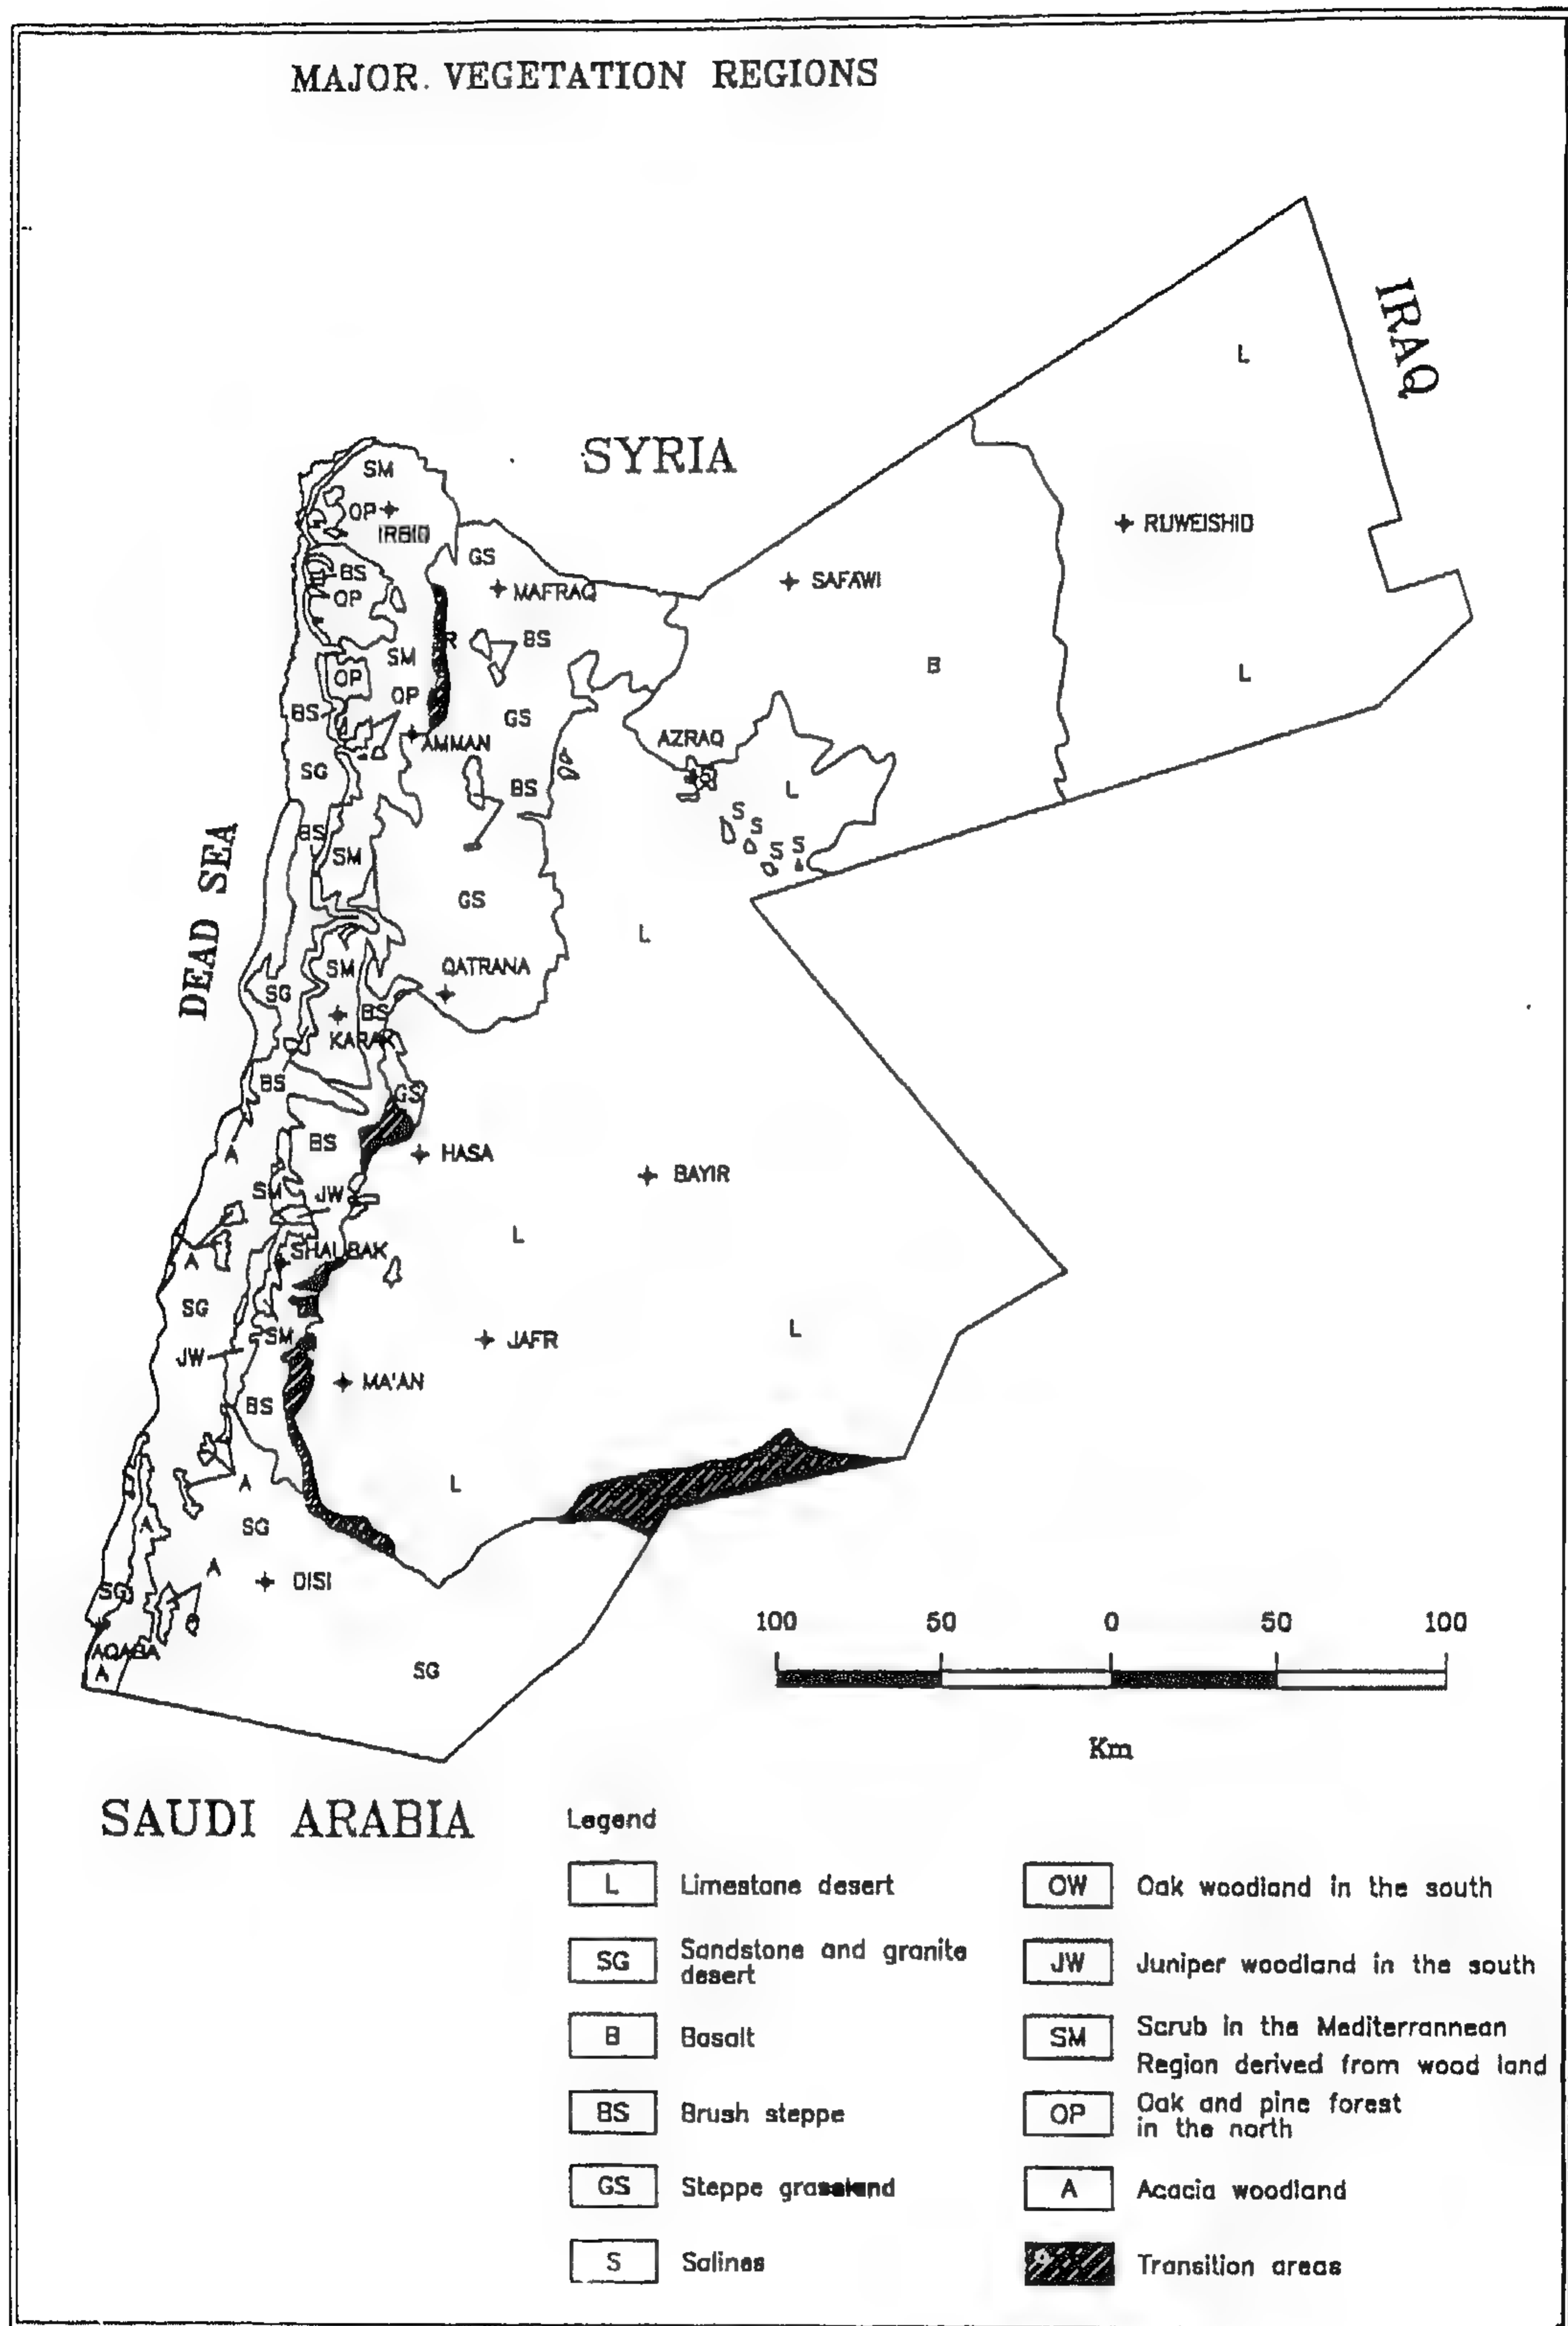 MAJOR. VEGETATION REGIONS
IRAQ
L
SYRIA
SM
OP
IRBID
RUWEISHID
GS
SAFAWI
BS
MAFRAQ
OP
R
BS
SM
B
L
OP
OP
BS
GS
AMMAN
AZRAQ
SG
BS
L
S
S
S
S
BS
SM
DEAD SEA
GS
L
SM
QATRANA
SG
BS
KARAK
BS
GS
BS
HASA
A
BAYIR
SM
JW
L
SHAUBAK
A
SG
L
SM
JAFR
JW
MA'AN
BS
L
A
A
SG
A
DISI
SG
AQABA
A
SG
100 50 0 50 100
Km
SAUDI ARABIA
Legend
L Limestone desert
SG Sandstone and granite
desert
B Basalt
BS Brush steppe
GS Steppe grassland
S Salines
OW Oak woodland in the south
JW Juniper woodland in the south
SM Scrub in the Mediterrannean
Region derived from wood land
OP Oak and pine forest
in the north
A Acacia woodland
Transition areas